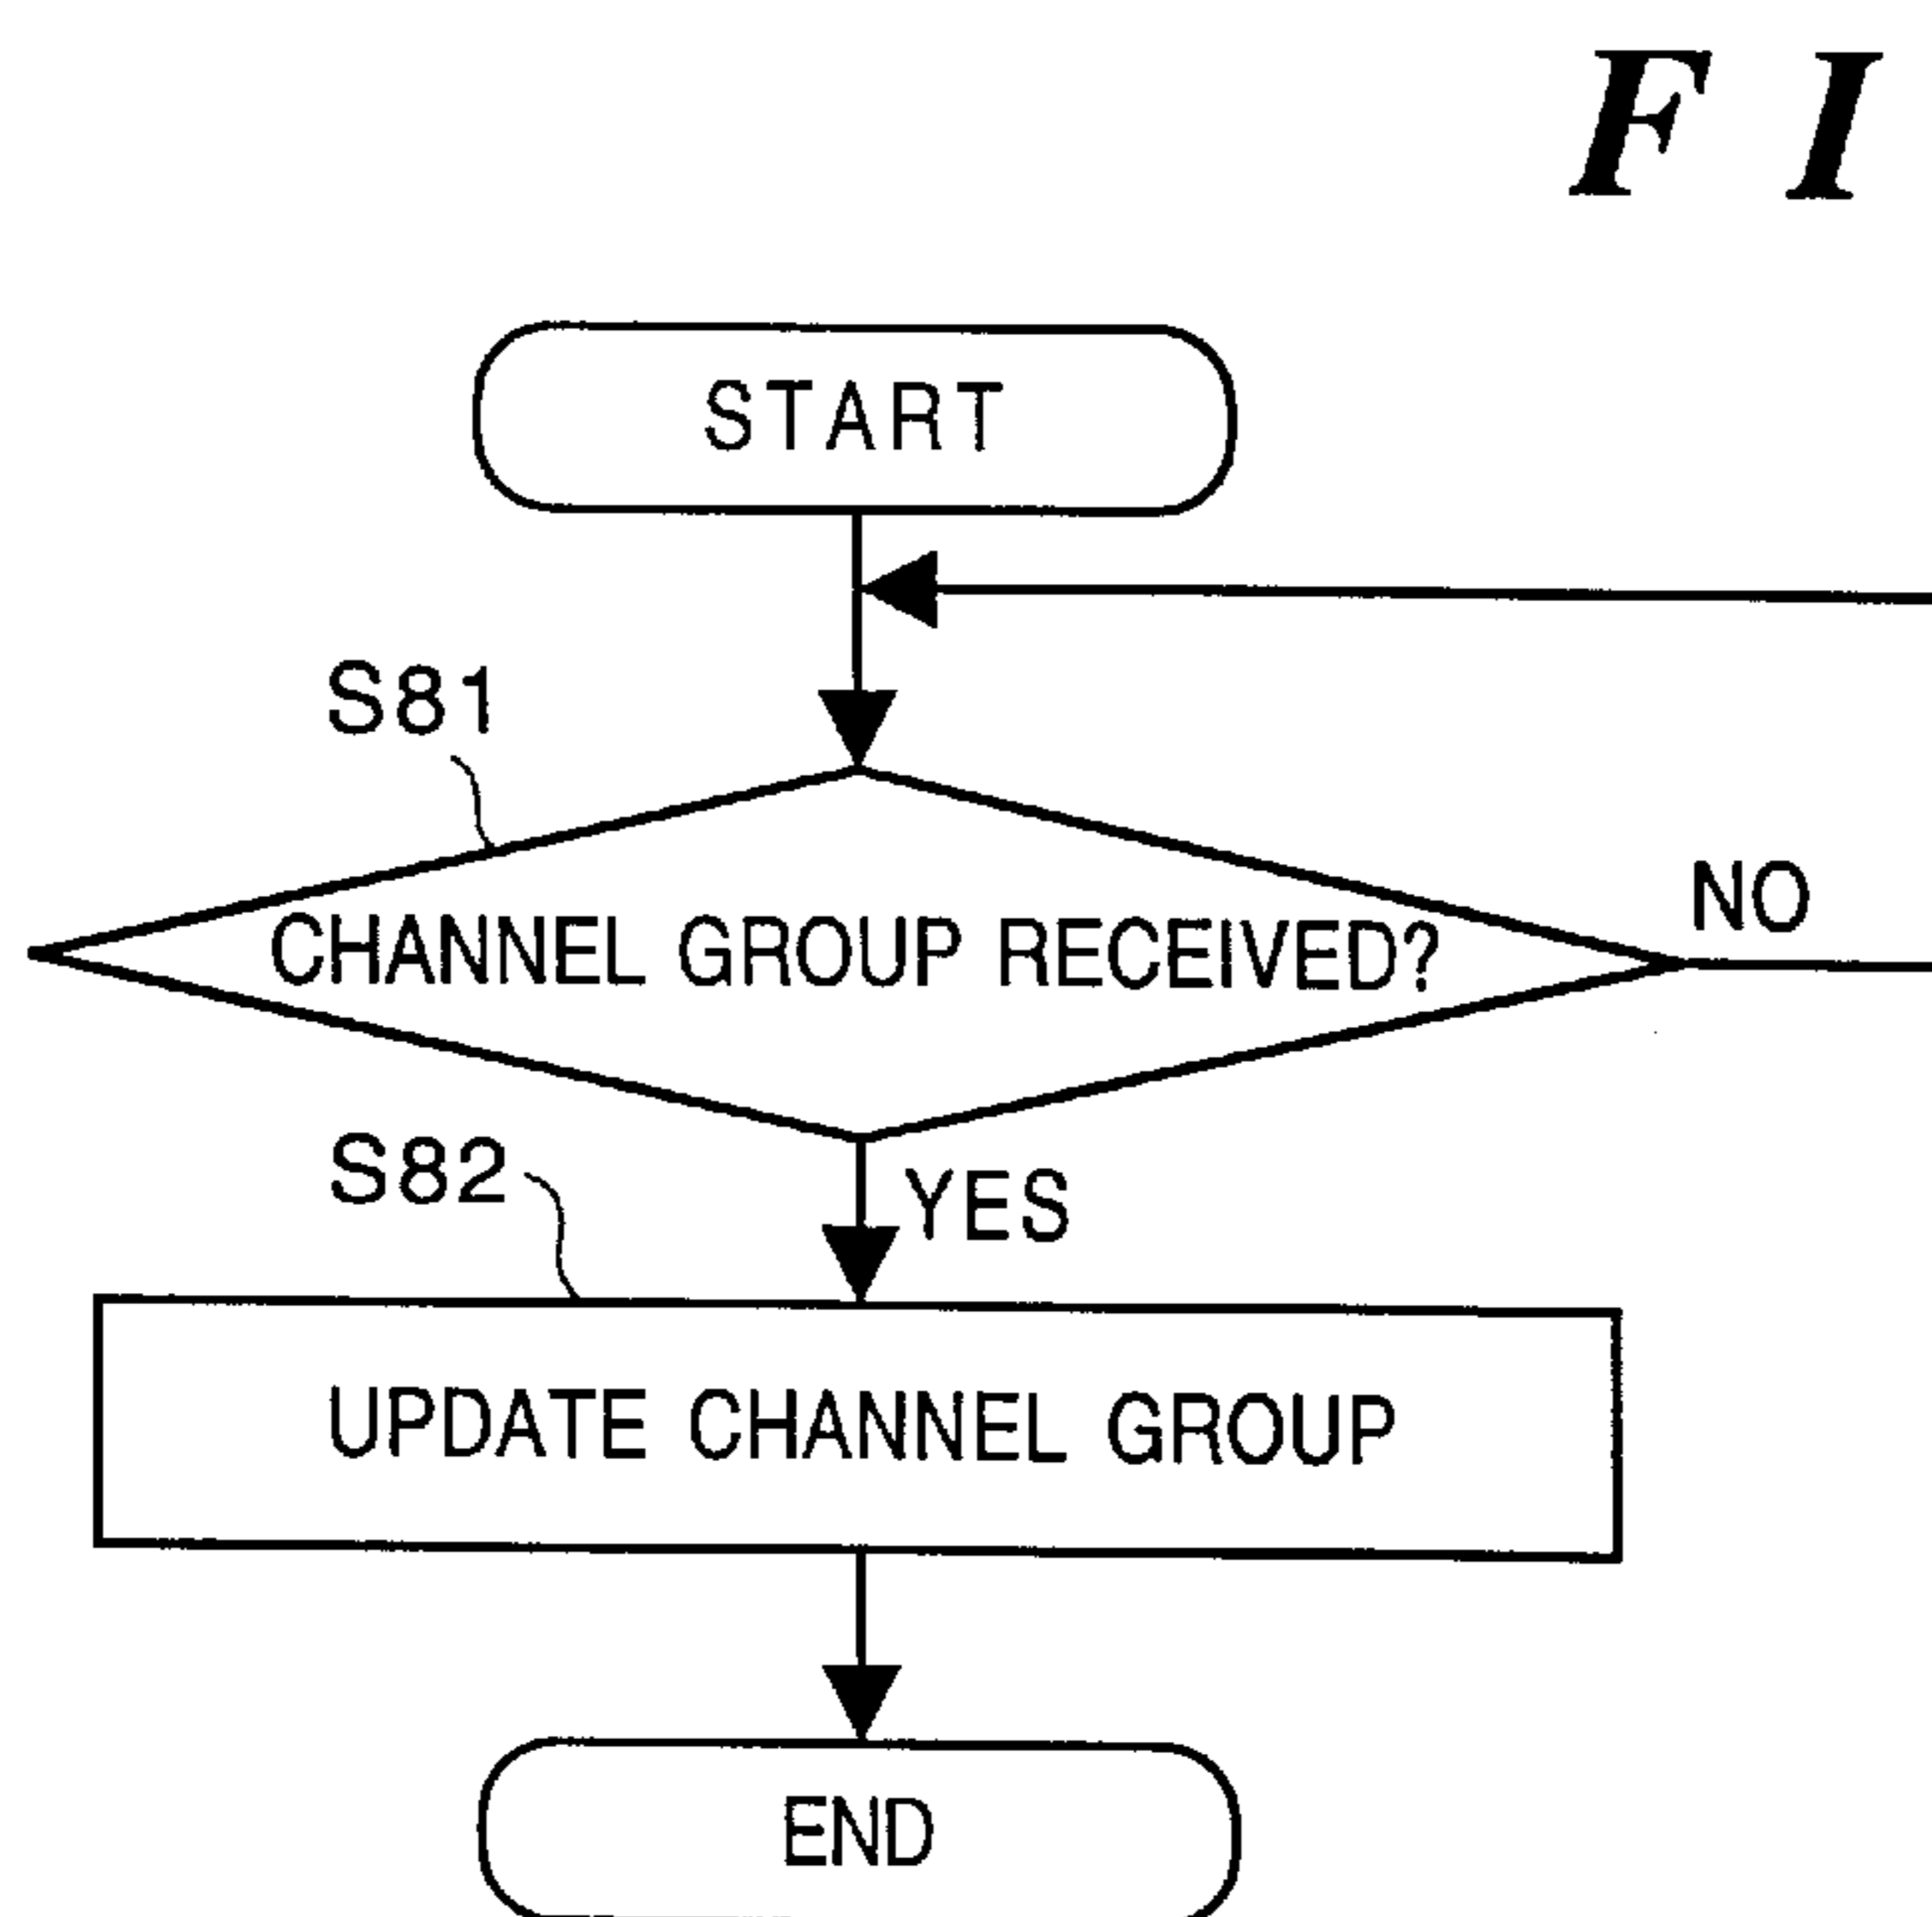 F I
START
S81
CHANNEL GROUP RECEIVED?
NO
S82
YES
UPDATE CHANNEL GROUP
END